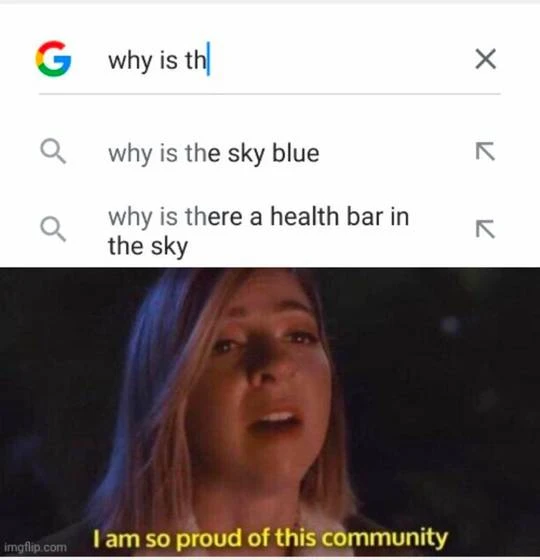 why is th
why is the sky blue
why is there a health bar in
the sky
I am so proud of this community
imgflip.com